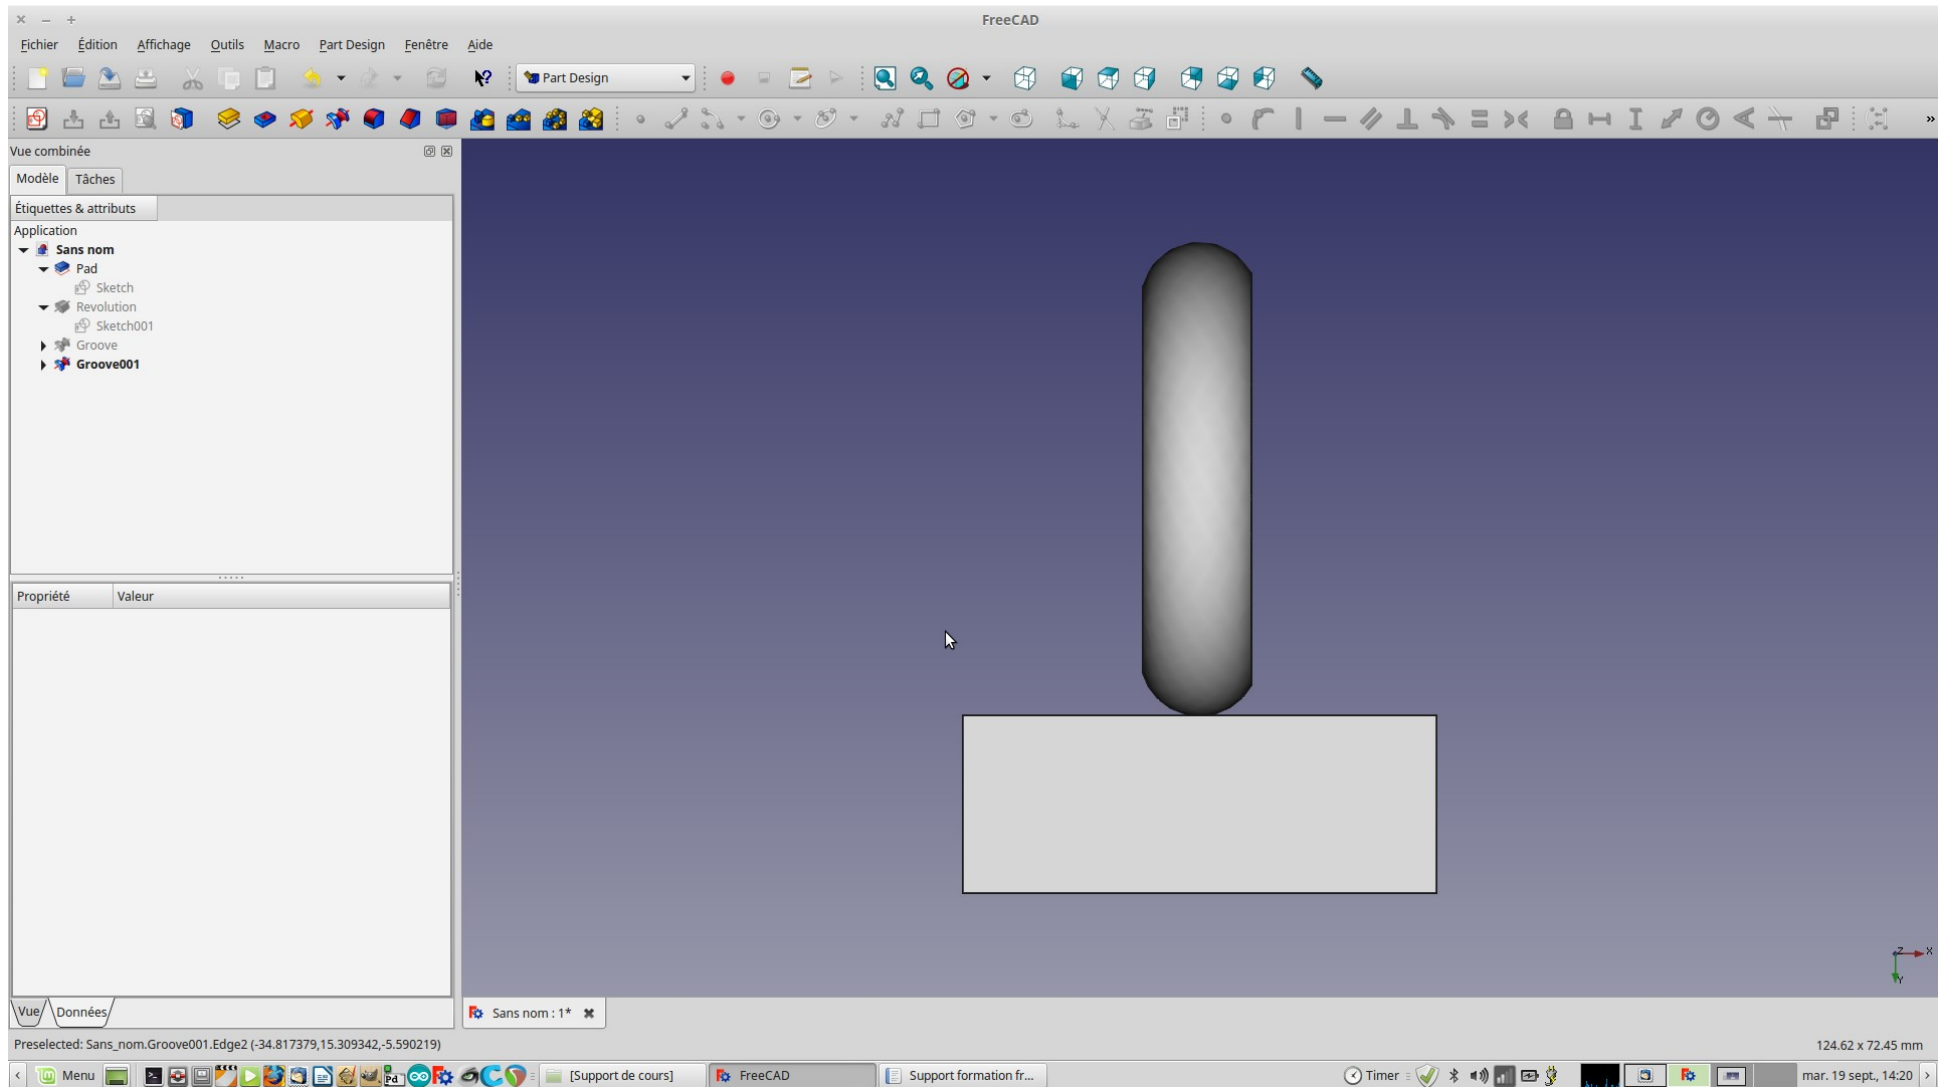 FreeCAD
Fichier Édition Affichage Outils Macro Part Design Fenêtre Aide
Part Design
Vue combinée
Modèle Tâches
Étiquettes & attributs
Application
Sans nom
Pad
Sketch
Revolution
Sketch001
Groove
Groove001
Propriété Valeur
Z X
Y
Vue Données
Sans nom : 1*
Preselected: Sans_nom.Groove001.Edge2 (-34.817379,15.309342,-5.590219) 124.62 x 72.45 mm
Menu Pd [Support de cours] FreeCAD Support formation fr... Timer mar. 19 sept., 14:20